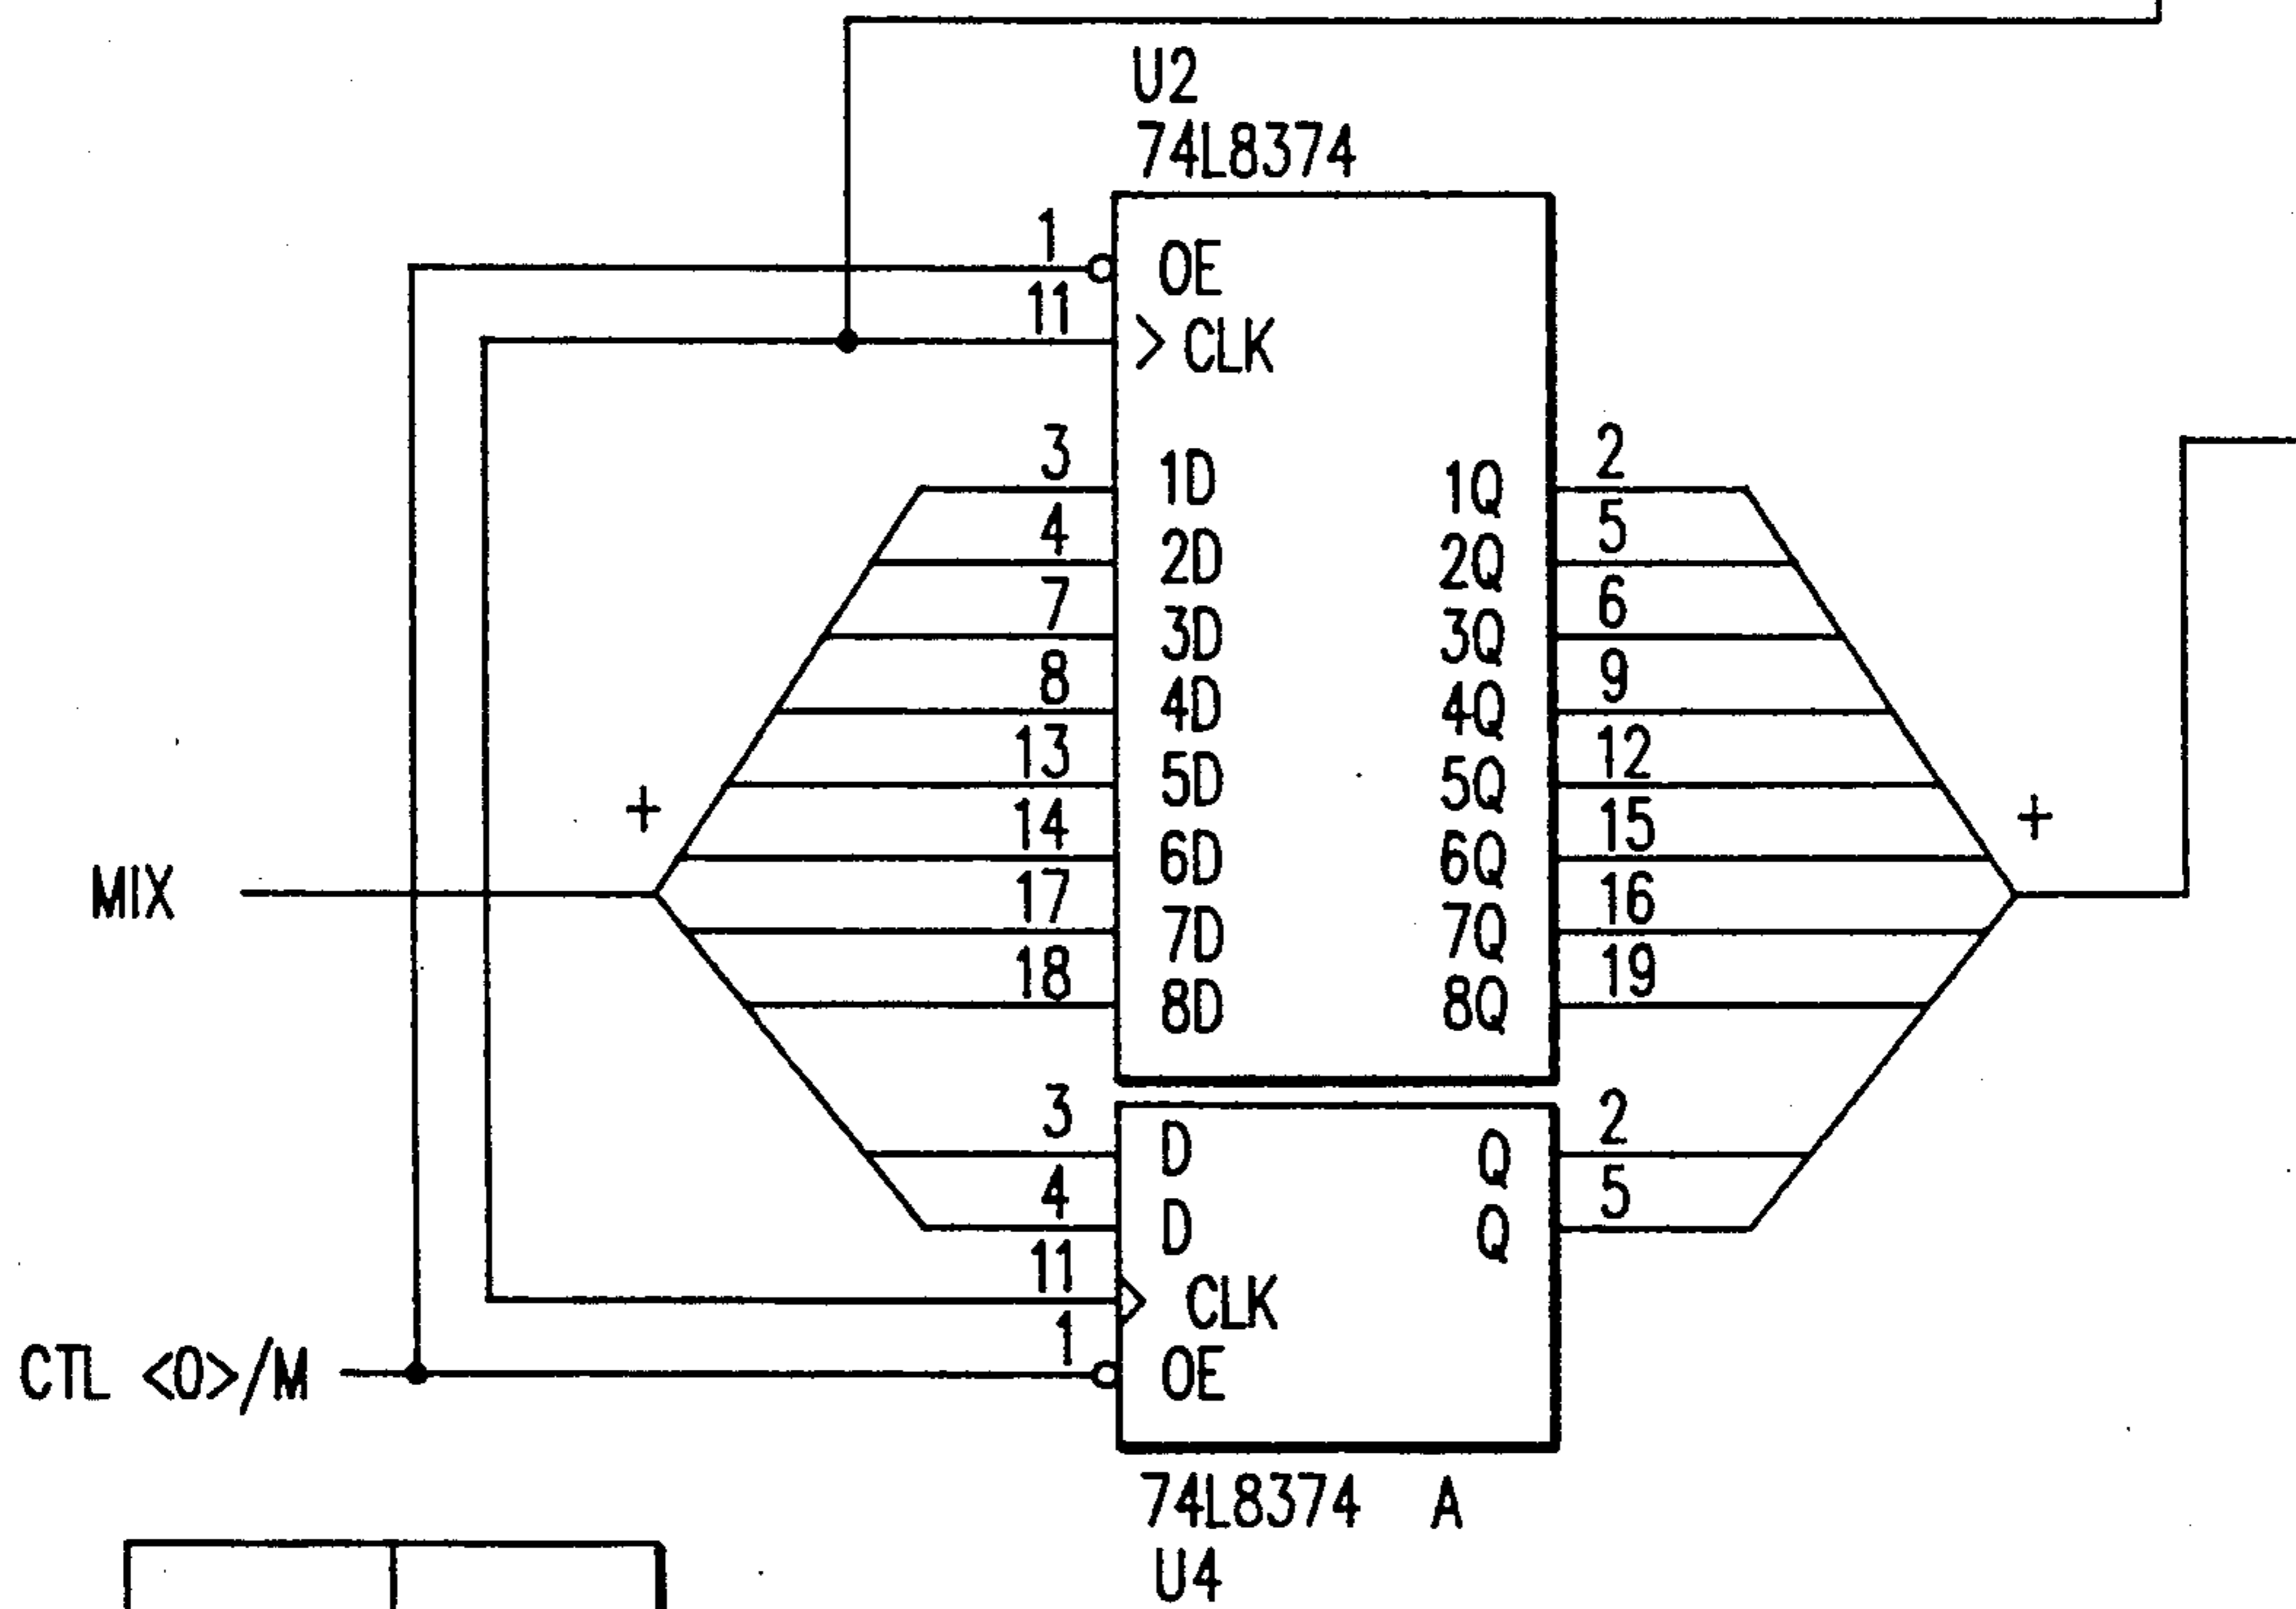 U2
74L8374
1
OE
11
>CLK
3 1D 1Q 2
4 2D 2Q 5
7 3D 3Q 6
8 4D 4Q 9
13 5D 5Q 12
+ 14 6D 6Q 15 +
MIX 17 7D 7Q 16
18 8D 8Q 19
3 D Q 2
4 D Q 5
11 CLK
CTL <0>/M 1 OE
74L8374 A
U4